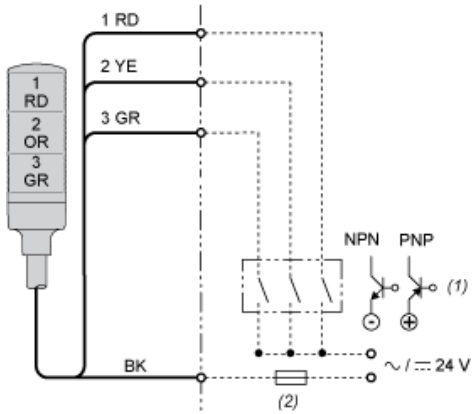 1 RD
2 YE
3 GR
1
RD
2
OR
3
GR
NPN PNP
(1)
BK
~ / ⎓ 24 V
(2)